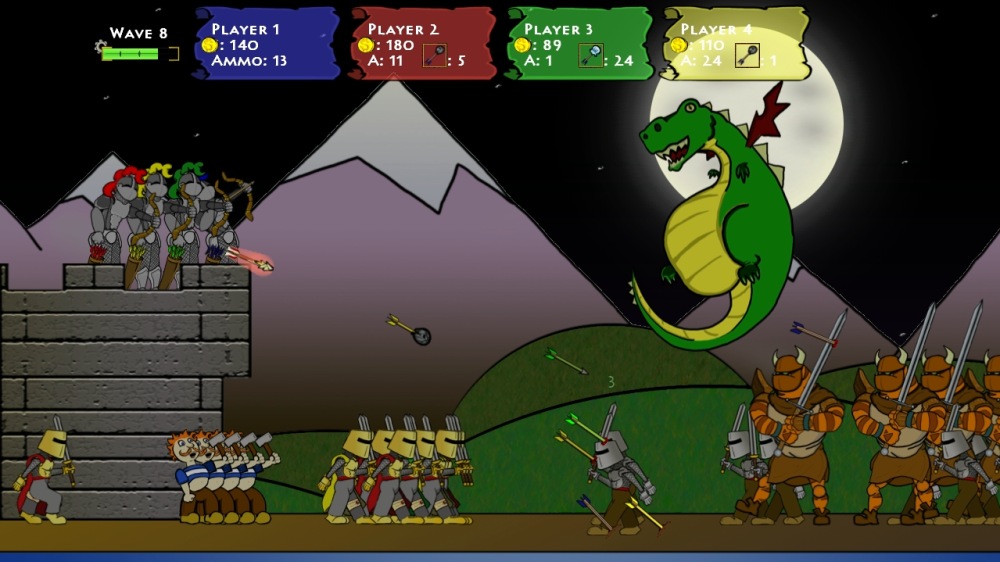 Wave 8
Player 1
: 140
Ammo: 13
Player 2
: 180
A: 11 : 5
Player 3
: 89
A: 1 : 24
Player 4
: 110
A: 24 : 1
3